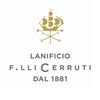 LANIFICIO
F.LLI CERRUTI
DAL 1881